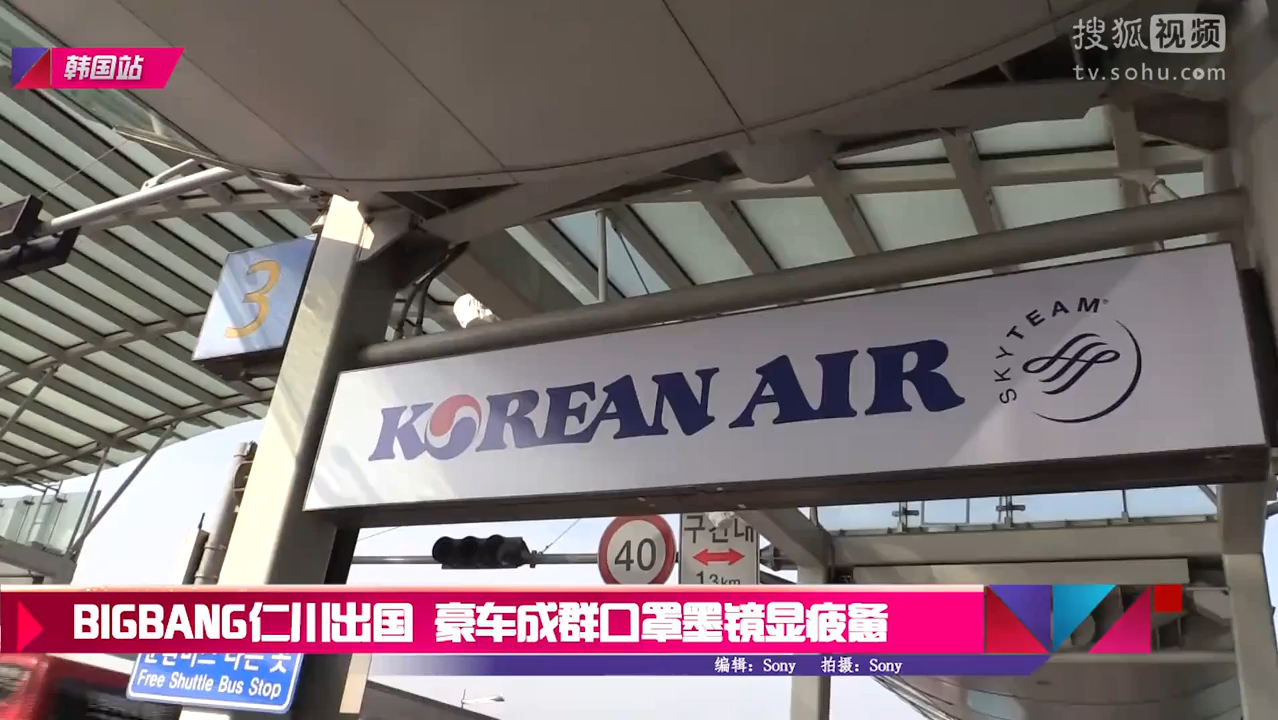 搜狐视频
tv.sohu.com
韩国站
3
KOREAN AIR
SKYTEAM
40
구간내
13km
BIGBANG仁川出国 豪车成群口罩墨镜显疲惫
Free Shuttle Bus Stop
编辑：Sony 拍摄：Sony